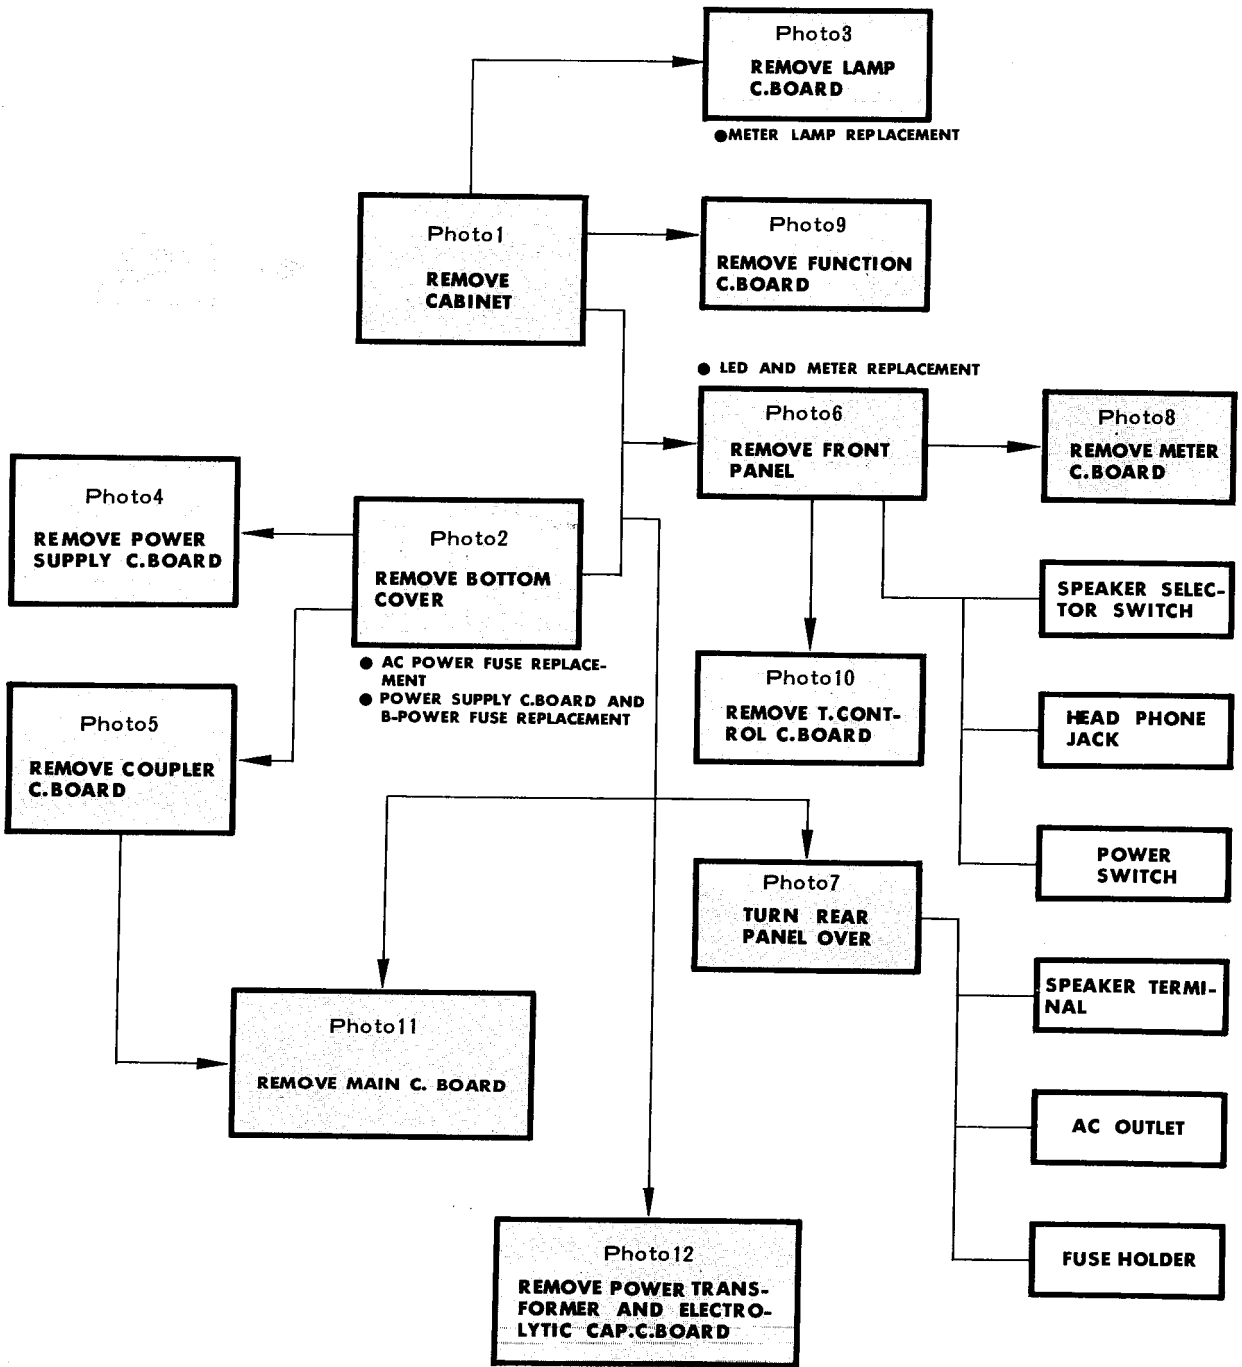 Photo3
REMOVE LAMP
C.BOARD
●METER LAMP REPLACEMENT
Photo1
REMOVE
CABINET
Photo9
REMOVE FUNCTION
C.BOARD
● LED AND METER REPLACEMENT
Photo6
REMOVE FRONT
PANEL
Photo8
REMOVE METER
C.BOARD
Photo4
REMOVE POWER
SUPPLY C.BOARD
Photo2
REMOVE BOTTOM
COVER
● AC POWER FUSE REPLACE-
MENT
● POWER SUPPLY C.BOARD AND
B-POWER FUSE REPLACEMENT
SPEAKER SELEC-
TOR SWITCH
Photo10
REMOVE T.CONT-
ROL C.BOARD
HEAD PHONE
JACK
Photo5
REMOVE COUPLER
C.BOARD
POWER
SWITCH
Photo7
TURN REAR
PANEL OVER
SPEAKER TERMI-
NAL
Photo11
REMOVE MAIN C. BOARD
AC OUTLET
FUSE HOLDER
Photo12
REMOVE POWER TRANS-
FORMER AND ELECTRO-
LYTIC CAP.C.BOARD